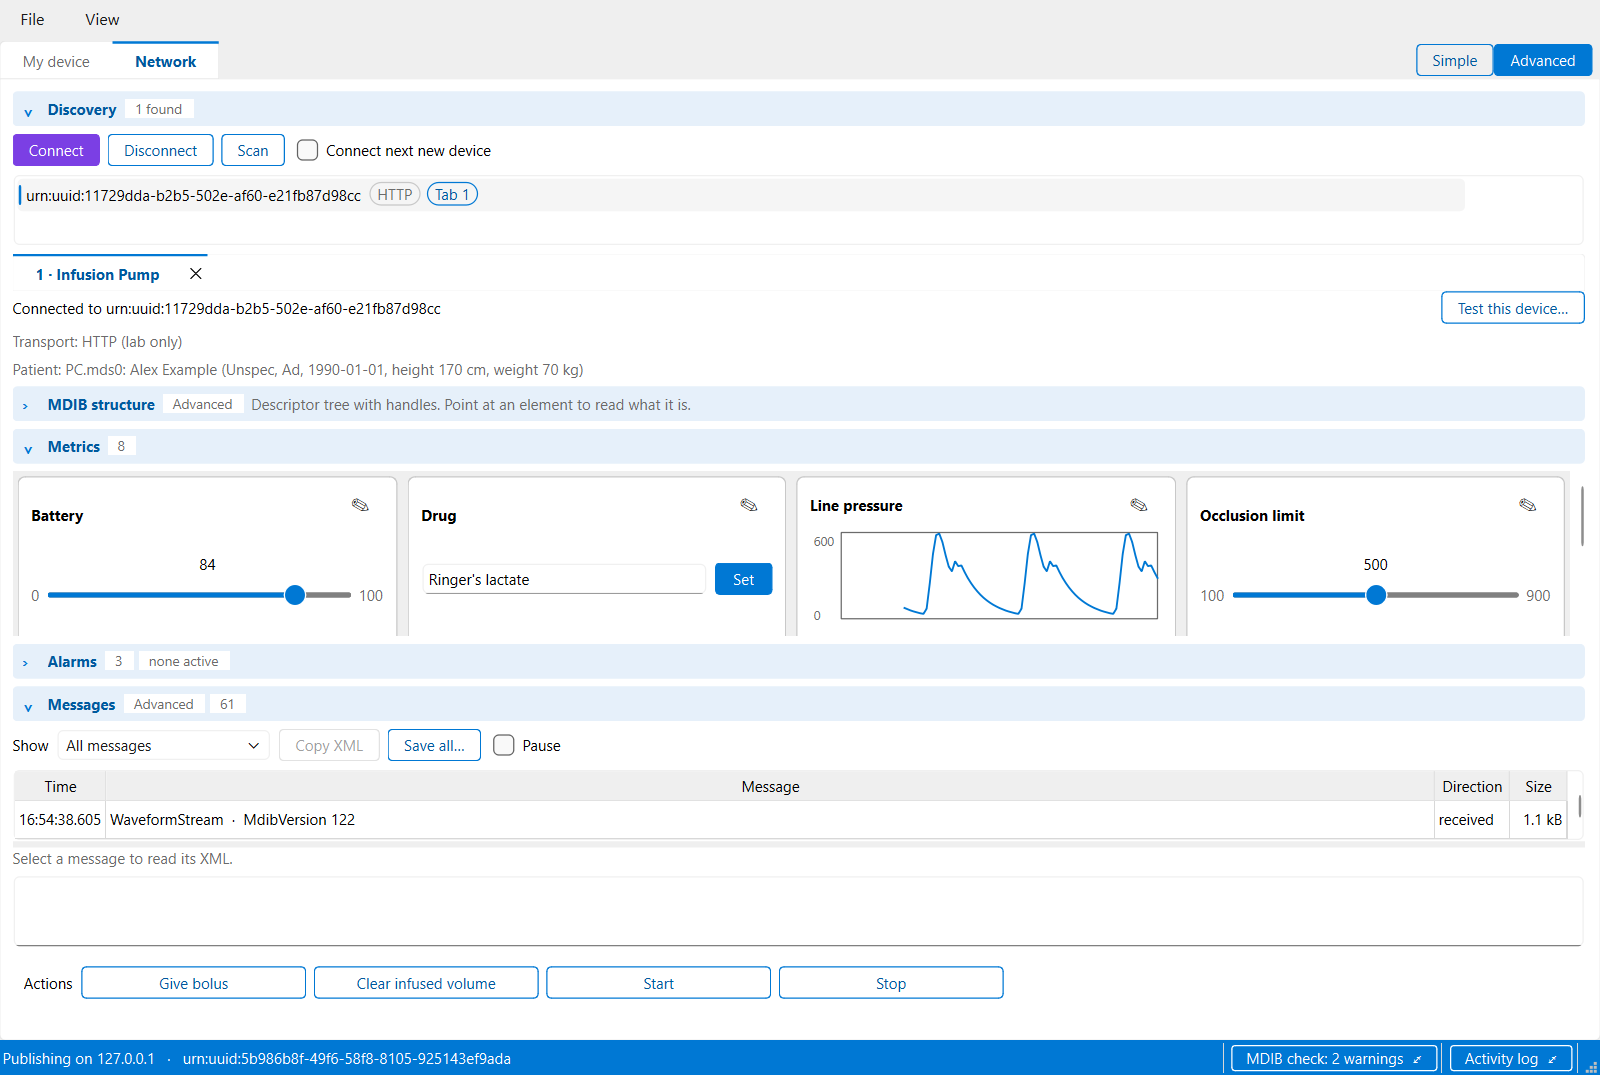 File View
My device Network Simple Advanced
Discovery 1 found
Connect Disconnect Scan Connect next new device
urn:uuid:11729dda-b2b5-502e-af60-e21fb87d98cc HTTP Tab 1
1 · Infusion Pump
Connected to urn:uuid:11729dda-b2b5-502e-af60-e21fb87d98cc Test this device...
Transport: HTTP (lab only)
Patient: PC.mds0: Alex Example (Unspec, Ad, 1990-01-01, height 170 cm, weight 70 kg)
MDIB structure Advanced Descriptor tree with handles. Point at an element to read what it is.
Metrics 8
Battery
84
0 100
Drug
Ringer's lactate Set
Line pressure
600
0
Occlusion limit
500
100 900
Alarms 3 none active
Messages Advanced 61
Show All messages Copy XML Save all... Pause
Time Message Direction Size
16:54:38.605 WaveformStream · MdibVersion 122 received 1.1 kB
Select a message to read its XML.
Actions Give bolus Clear infused volume Start Stop
Publishing on 127.0.0.1 · urn:uuid:5b986b8f-49f6-58f8-8105-925143ef9ada MDIB check: 2 warnings Activity log